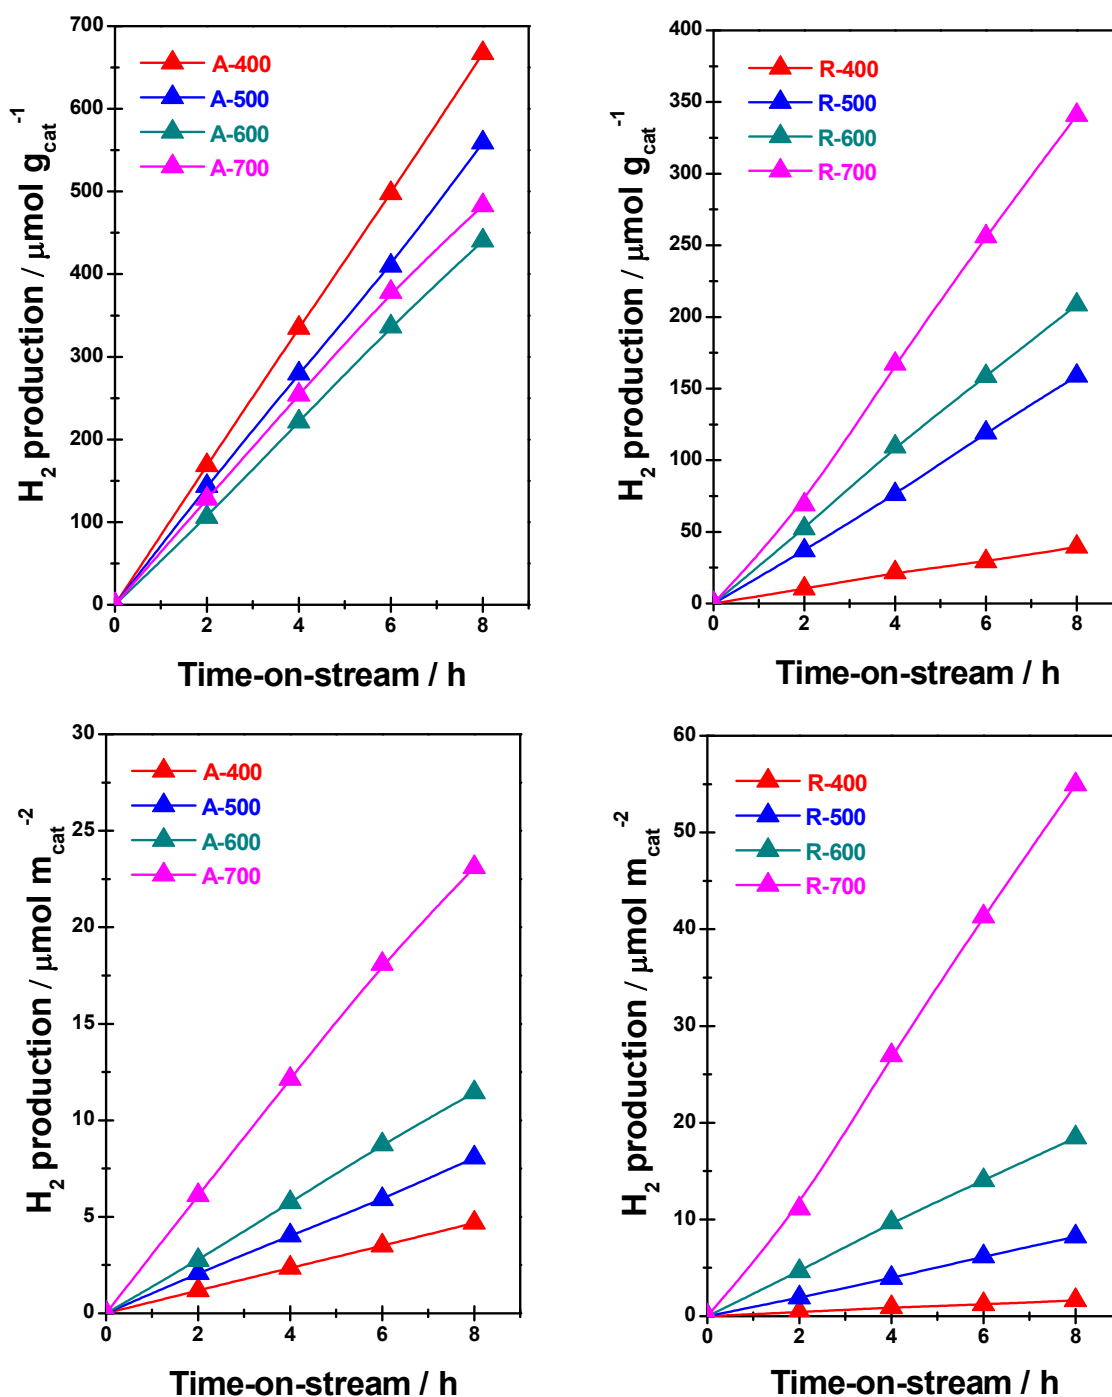 700
600
500
400
300
200
100
0
H2 production / μmol gcat-1
A-400
A-500
A-600
A-700
0 2 4 6 8
Time-on-stream / h
400
350
300
250
200
150
100
50
0
H2 production / μmol gcat-1
R-400
R-500
R-600
R-700
0 2 4 6 8
Time-on-stream / h
30
25
20
15
10
5
0
H2 production / μmol mcat-2
A-400
A-500
A-600
A-700
0 2 4 6 8
Time-on-stream / h
60
50
40
30
20
10
0
H2 production / μmol mcat-2
R-400
R-500
R-600
R-700
0 2 4 6 8
Time-on-stream / h